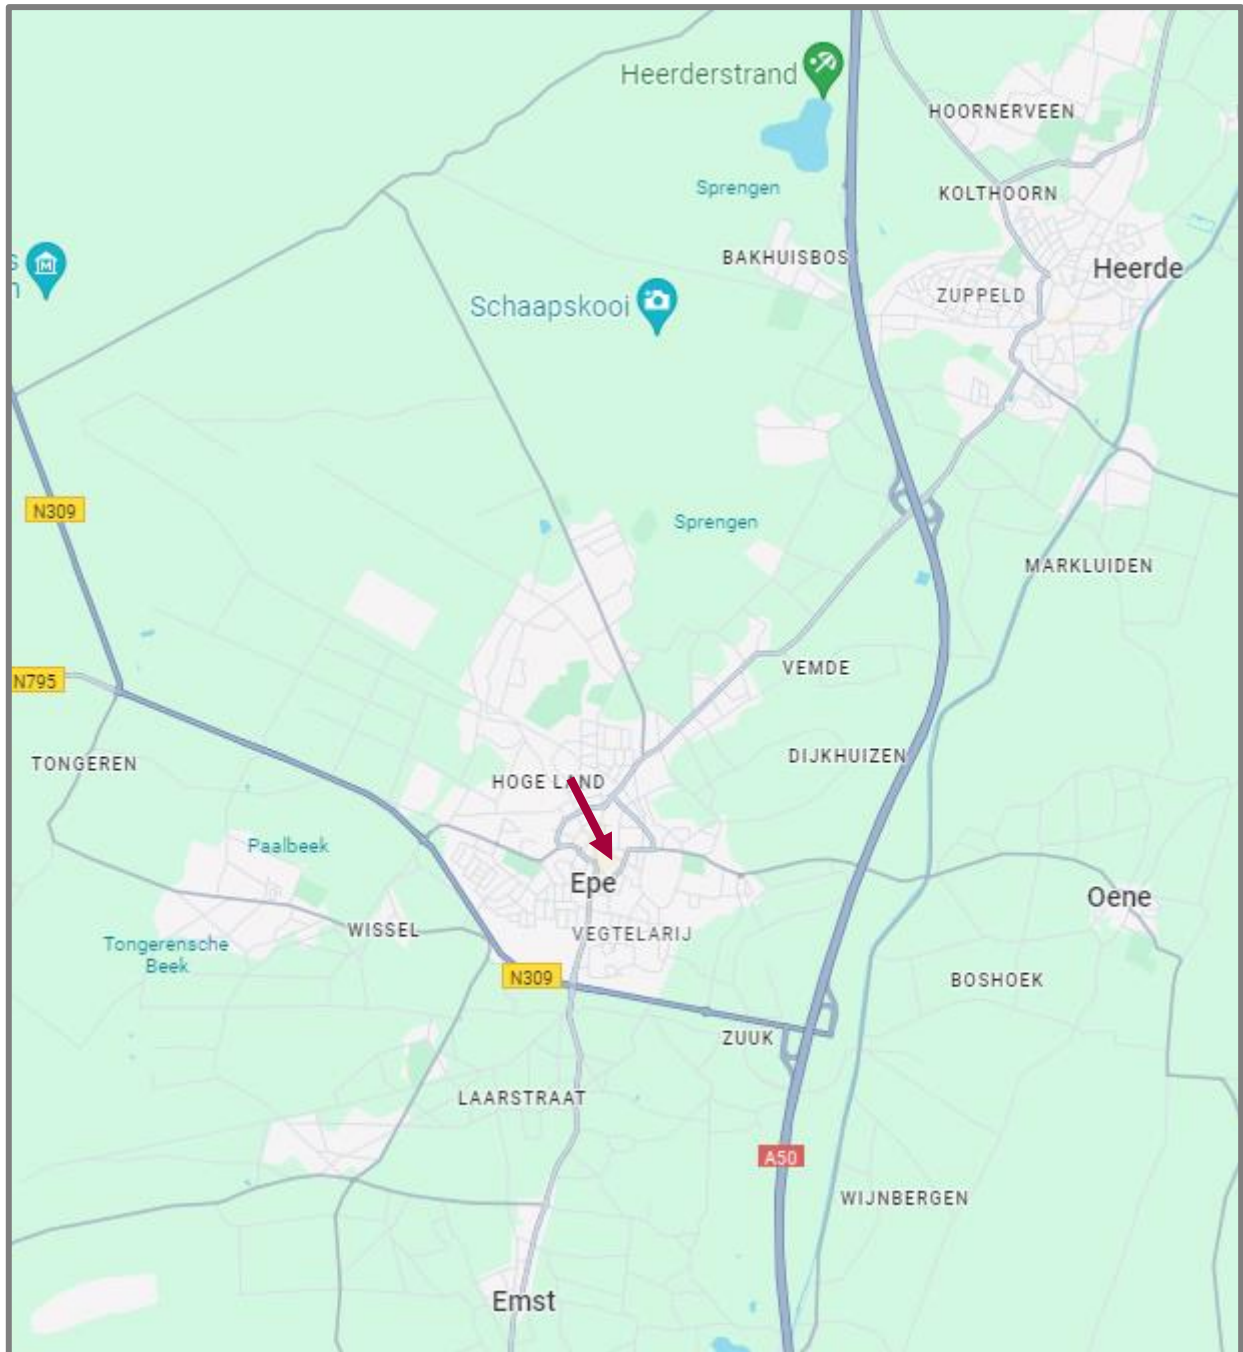 Heerderstrand
HOORNERVEEN
Sprengen
KOLTHOORN
BAKHUISBOS
Heerde
s
n
Schaapskooi
ZUPPELD
N309
Sprengen
MARKLUIDEN
VEMDE
N795
TONGEREN
DIJKHUIZEN
HOGE LAND
Paalbeek
Epe
Oene
WISSEL
VEGTELARIJ
Tongerensche
Beek
N309
BOSHOEK
ZUUK
LAARSTRAAT
A50
WIJNBERGEN
Emst